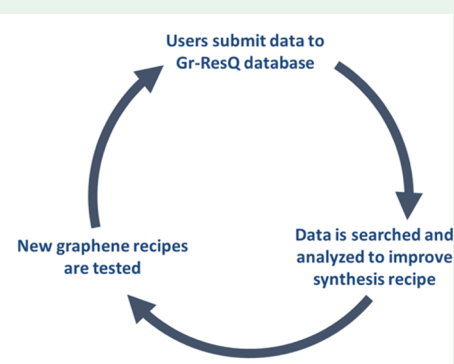 Users submit data to
Gr-ResQ database
Data is searched and
analyzed to improve
synthesis recipe
New graphene recipes
are tested